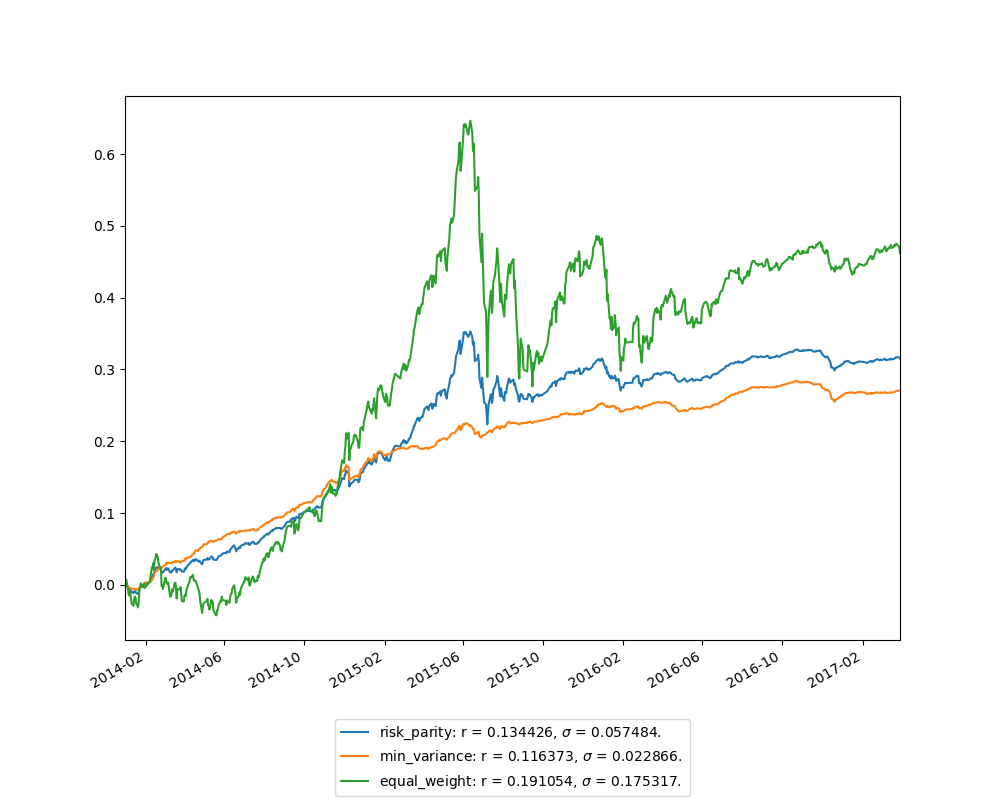 0.6
0.5
0.4
0.3
0.2
0.1
0.0
2014-02 2014-06 2014-10 2015-02 2015-06 2015-10 2016-02 2016-06 2016-10 2017-02
risk_parity: r = 0.134426, σ = 0.057484.
min_variance: r = 0.116373, σ = 0.022866.
equal_weight: r = 0.191054, σ = 0.175317.